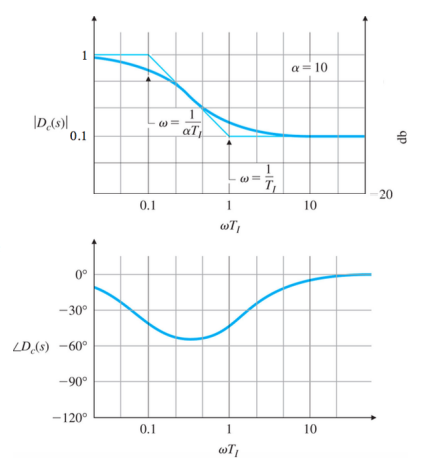 1
α = 10
|D_c(s)|
ω = 1/αT_I
0.1
db
ω = 1/T_I
−20
0.1 1 10
ωT_I
0°
−30°
∠D_c(s) −60°
−90°
−120°
0.1 1 10
ωT_I